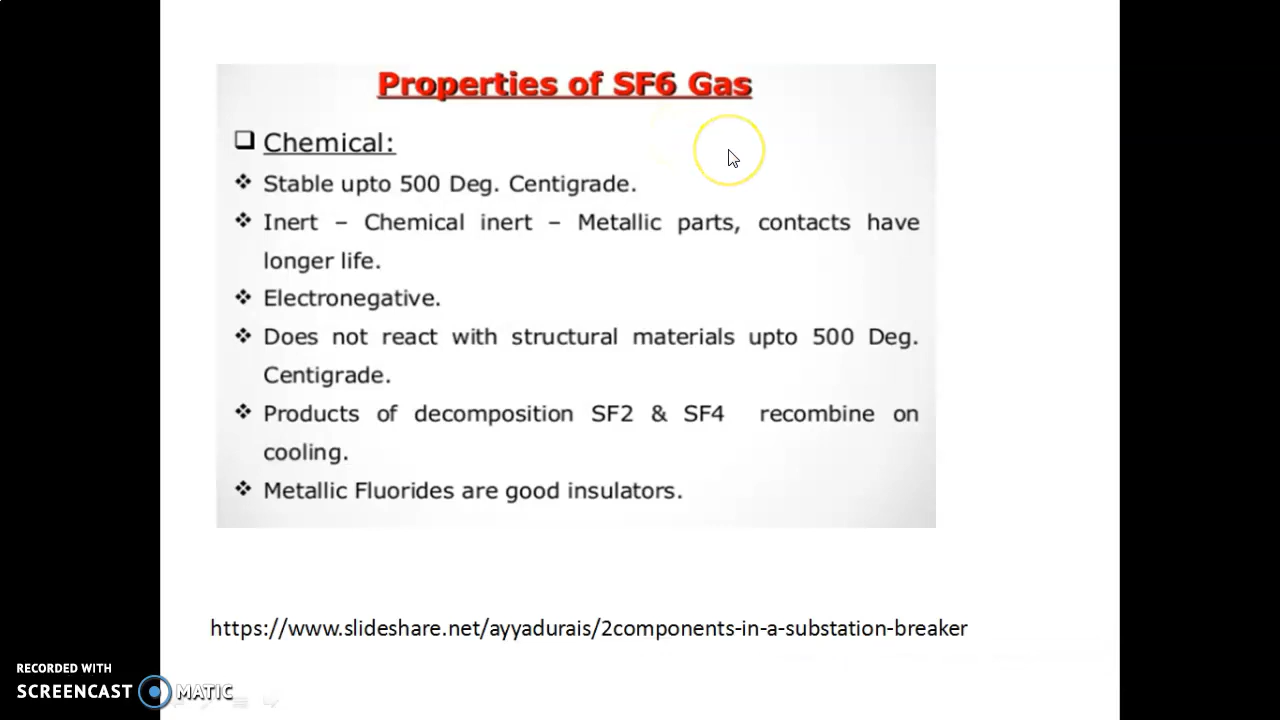 Properties of SF6 Gas
Chemical:
Stable upto 500 Deg. Centigrade.
Inert – Chemical inert – Metallic parts, contacts have
longer life.
Electronegative.
Does not react with structural materials upto 500 Deg.
Centigrade.
Products of decomposition SF2 & SF4 recombine on
cooling.
Metallic Fluorides are good insulators.
https://www.slideshare.net/ayyadurais/2components-in-a-substation-breaker
RECORDED WITH
SCREENCAST MATIC